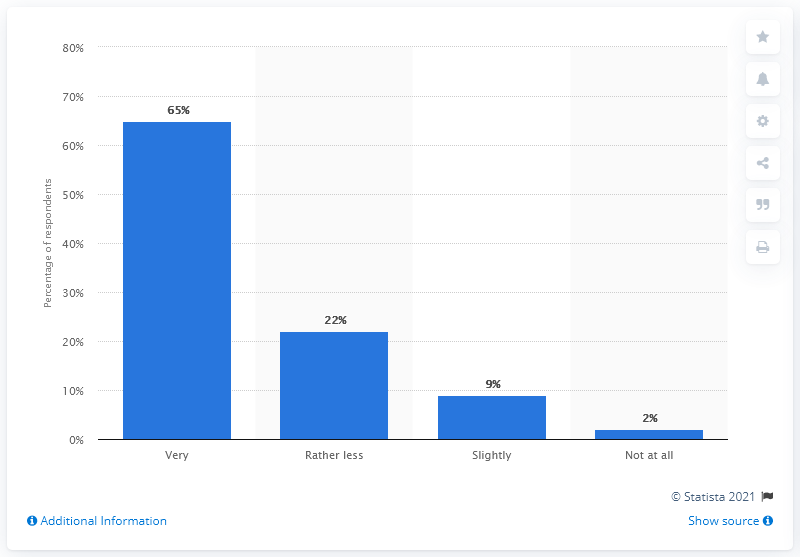 80%
70%
60%
50%
40%
30%
20%
10%
0%
Percentage of respondents
65%
22%
9%
2%
Very
Rather less
Slightly
Not at all
© Statista 2021
Additional Information
Show source